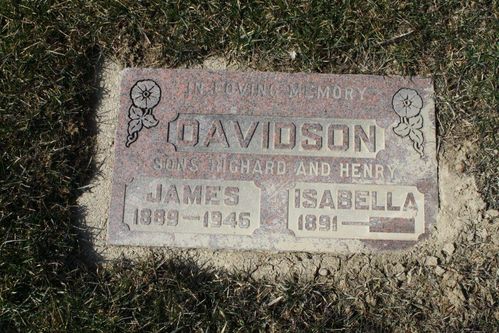 IN LOVING MEMORY
DAVIDSON
SONS RICHARD AND HENRY
JAMES
1889-1946
ISABELLA
1891-